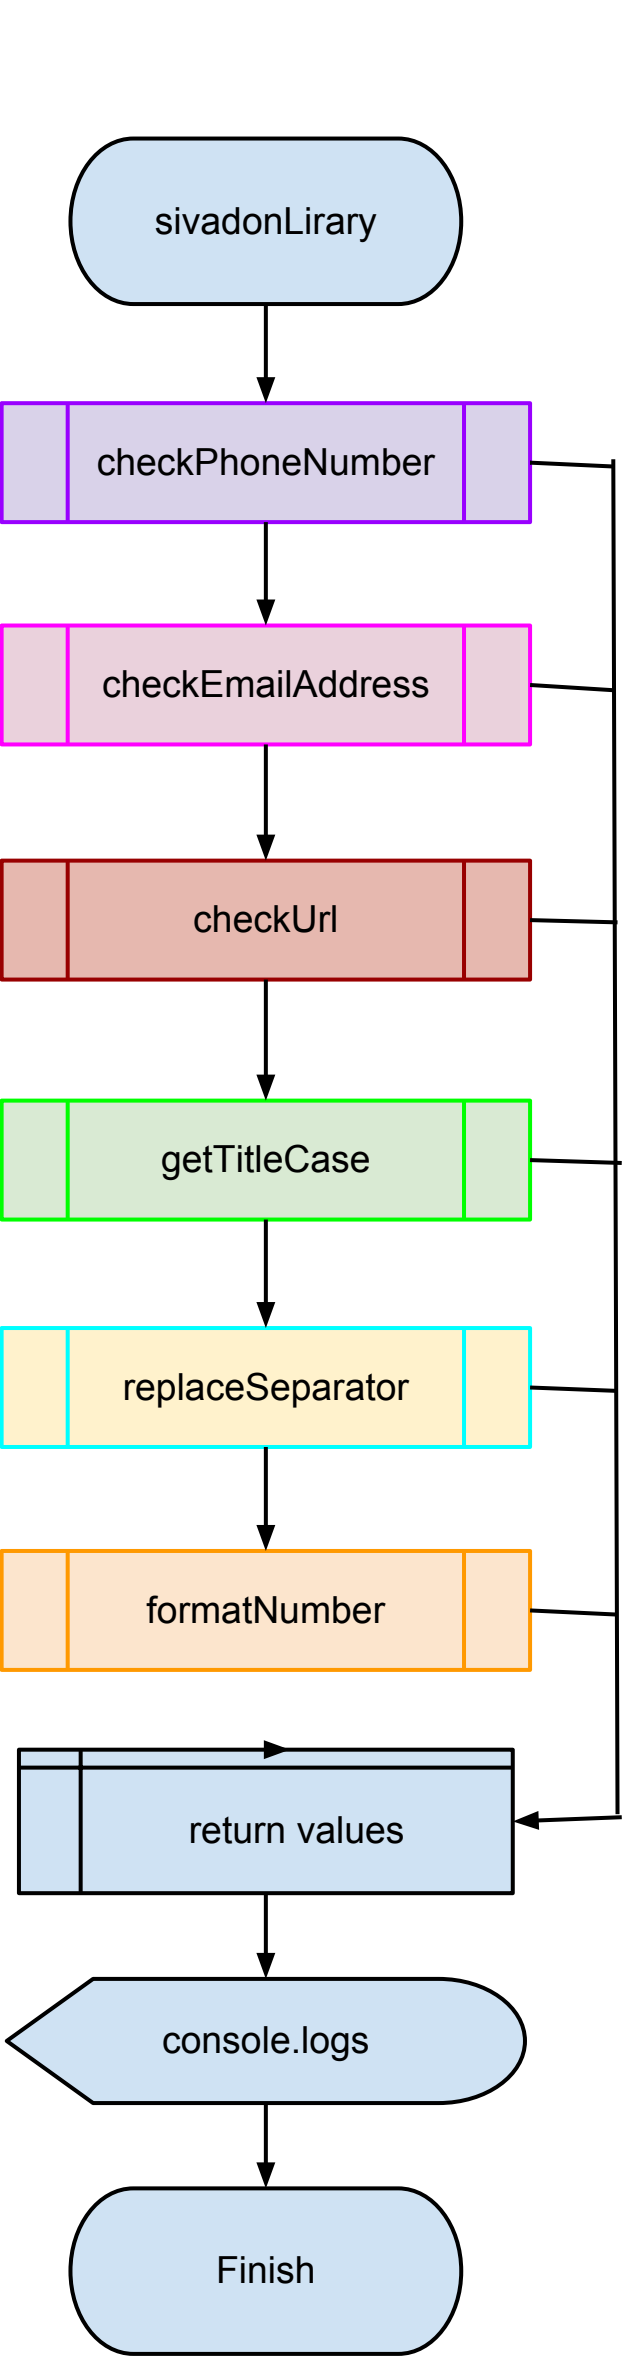 sivadonLirary
checkPhoneNumber
checkEmailAddress
checkUrl
getTitleCase
replaceSeparator
formatNumber
return values
console.logs
Finish